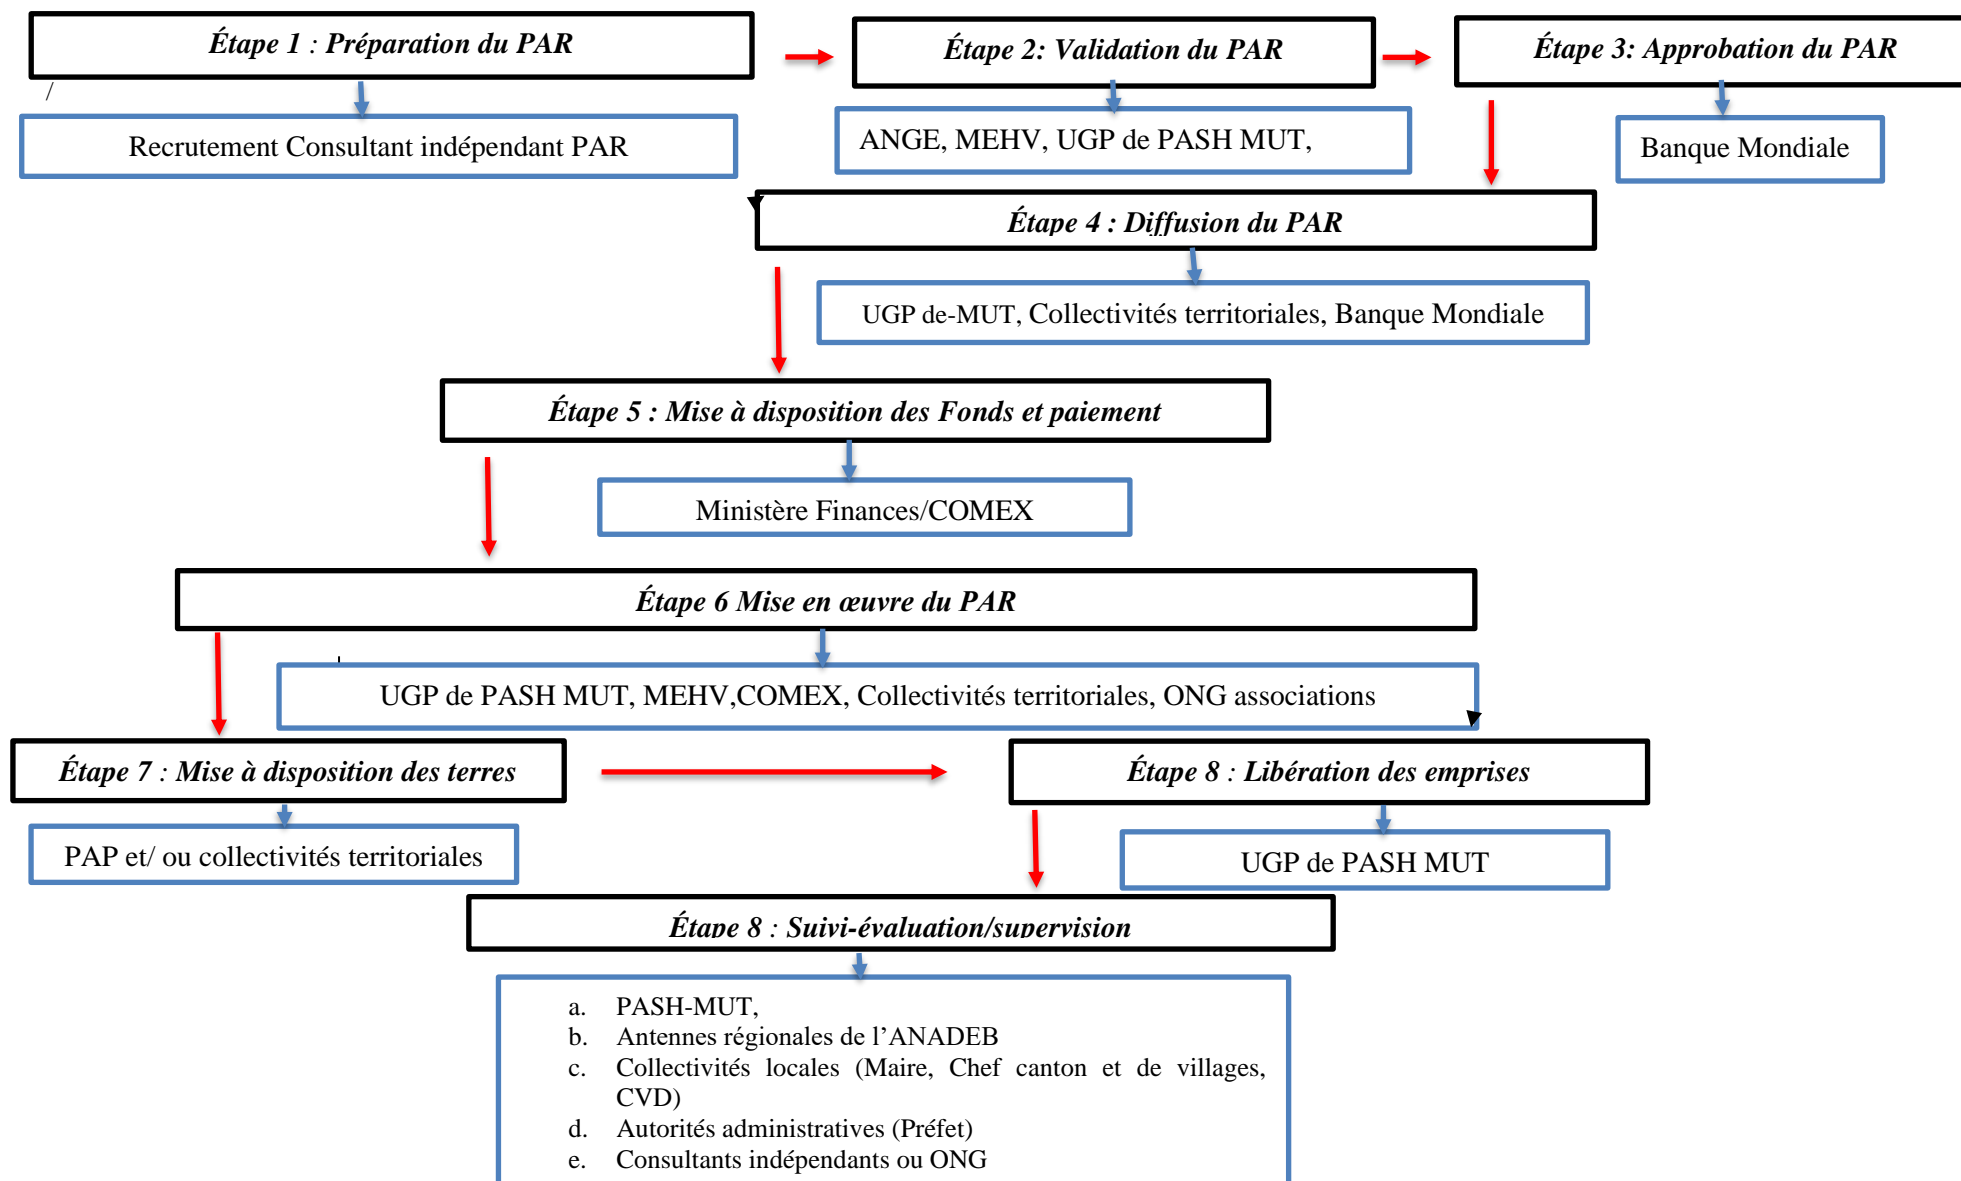 Étape 1 : Préparation du PAR
Étape 2: Validation du PAR
Étape 3: Approbation du PAR
/
Recrutement Consultant indépendant PAR
ANGE, MEHV, UGP de PASH MUT,
Banque Mondiale
Étape 4 : Diffusion du PAR
UGP de-MUT, Collectivités territoriales, Banque Mondiale
Étape 5 : Mise à disposition des Fonds et paiement
Ministère Finances/COMEX
Étape 6 Mise en œuvre du PAR
UGP de PASH MUT, MEHV,COMEX, Collectivités territoriales, ONG associations
Étape 7 : Mise à disposition des terres
Étape 8 : Libération des emprises
PAP et/ ou collectivités territoriales
UGP de PASH MUT
Étape 8 : Suivi-évaluation/supervision
a. PASH-MUT,
b. Antennes régionales de l’ANADEB
c. Collectivités locales (Maire, Chef canton et de villages,
CVD)
d. Autorités administratives (Préfet)
e. Consultants indépendants ou ONG